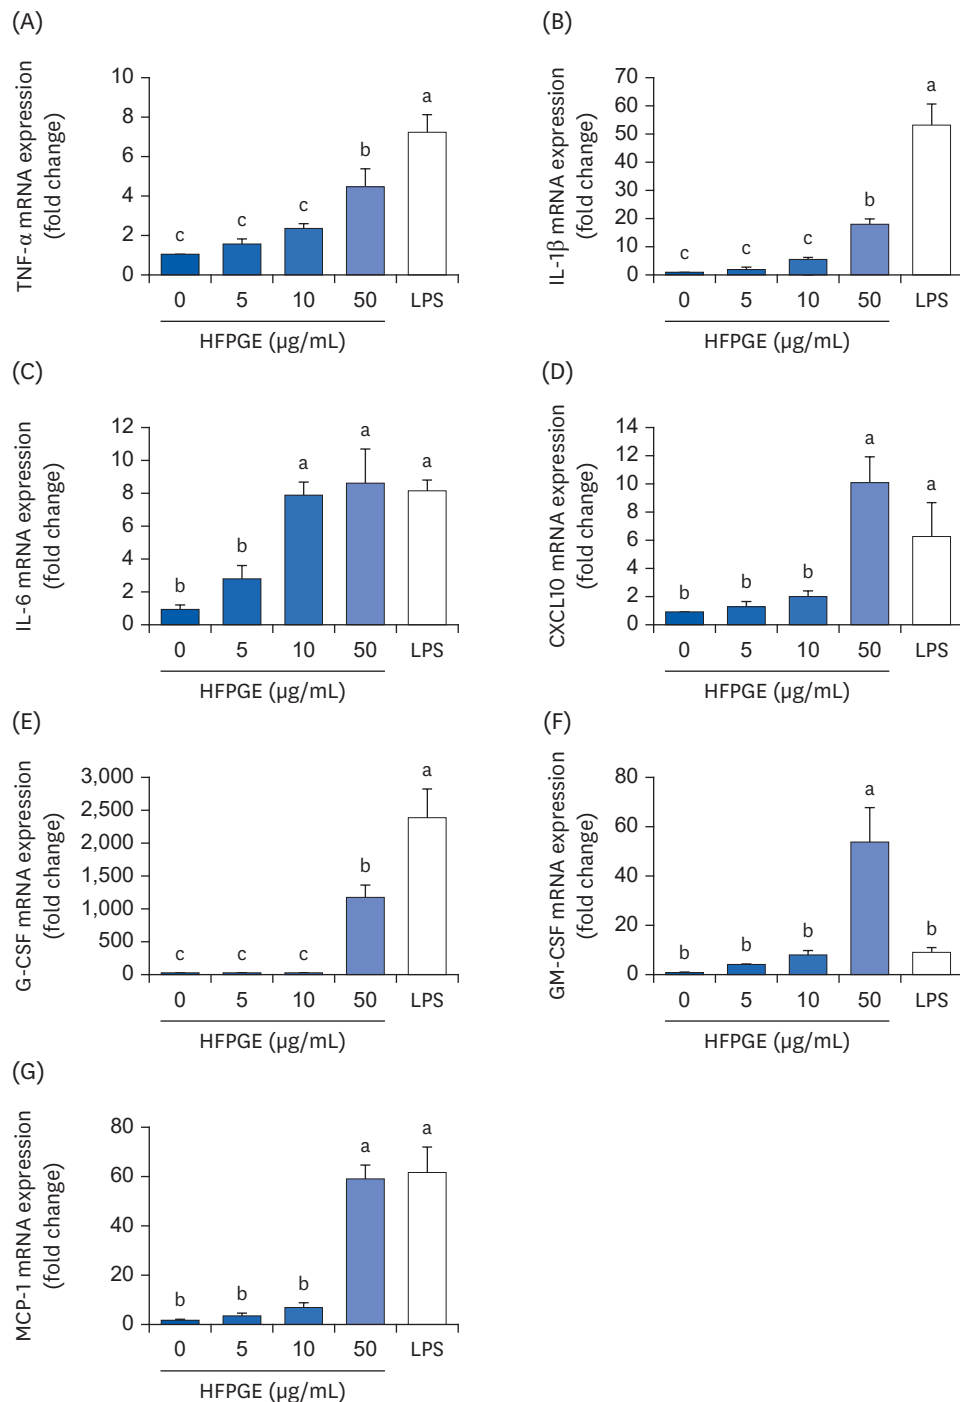 (A)
TNF-α mRNA expression
(fold change)
10
8
6
4
2
0
c
c
c
b
a
0 5 10 50 LPS
HFPGE (µg/mL)
(B)
IL-1β mRNA expression
(fold change)
70
60
50
40
30
20
10
0
c
c
c
b
a
0 5 10 50 LPS
HFPGE (µg/mL)
(C)
IL-6 mRNA expression
(fold change)
12
10
8
6
4
2
0
b
b
a
a
a
0 5 10 50 LPS
HFPGE (µg/mL)
(D)
CXCL10 mRNA expression
(fold change)
14
12
10
8
6
4
2
0
b
b
b
a
a
0 5 10 50 LPS
HFPGE (µg/mL)
(E)
G-CSF mRNA expression
(fold change)
3,000
2,500
2,000
1,500
1,000
500
0
c
c
c
b
a
0 5 10 50 LPS
HFPGE (µg/mL)
(F)
GM-CSF mRNA expression
(fold change)
80
60
40
20
0
b
b
b
a
b
0 5 10 50 LPS
HFPGE (µg/mL)
(G)
MCP-1 mRNA expression
(fold change)
80
60
40
20
0
b
b
b
a
a
0 5 10 50 LPS
HFPGE (µg/mL)